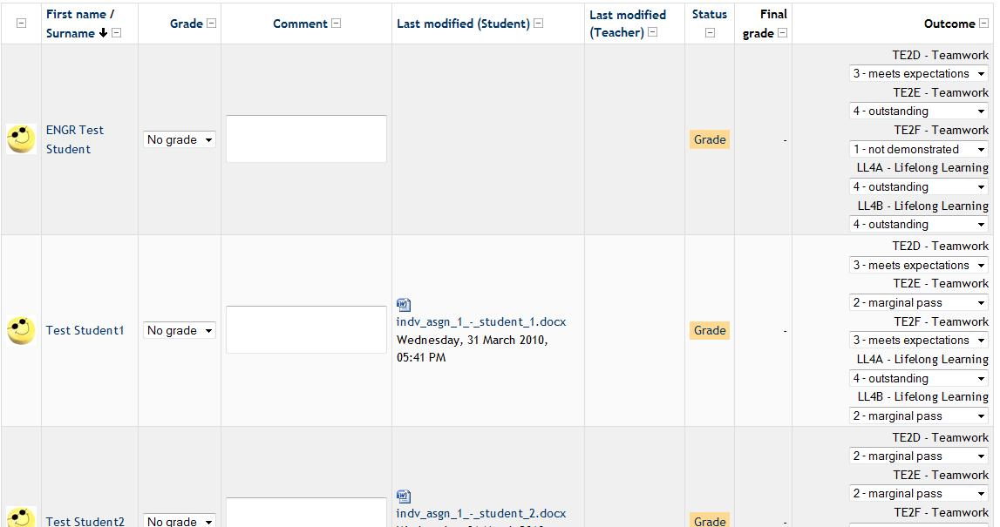 First name /
Surname
Grade
Comment
Last modified (Student)
Last modified
(Teacher)
Status
Final
grade
Outcome
ENGR Test
Student
No grade
Grade
-
TE2D - Teamwork
3 - meets expectations
TE2E - Teamwork
4 - outstanding
TE2F - Teamwork
1 - not demonstrated
LL4A - Lifelong Learning
4 - outstanding
LL4B - Lifelong Learning
4 - outstanding
Test Student1
No grade
indv_asgn_1_-_student_1.docx
Wednesday, 31 March 2010,
05:41 PM
Grade
-
TE2D - Teamwork
3 - meets expectations
TE2E - Teamwork
2 - marginal pass
TE2F - Teamwork
3 - meets expectations
LL4A - Lifelong Learning
4 - outstanding
LL4B - Lifelong Learning
2 - marginal pass
Test Student2
No grade
indv_asgn_1_-_student_2.docx
Grade
-
TE2D - Teamwork
2 - marginal pass
TE2E - Teamwork
2 - marginal pass
TE2F - Teamwork